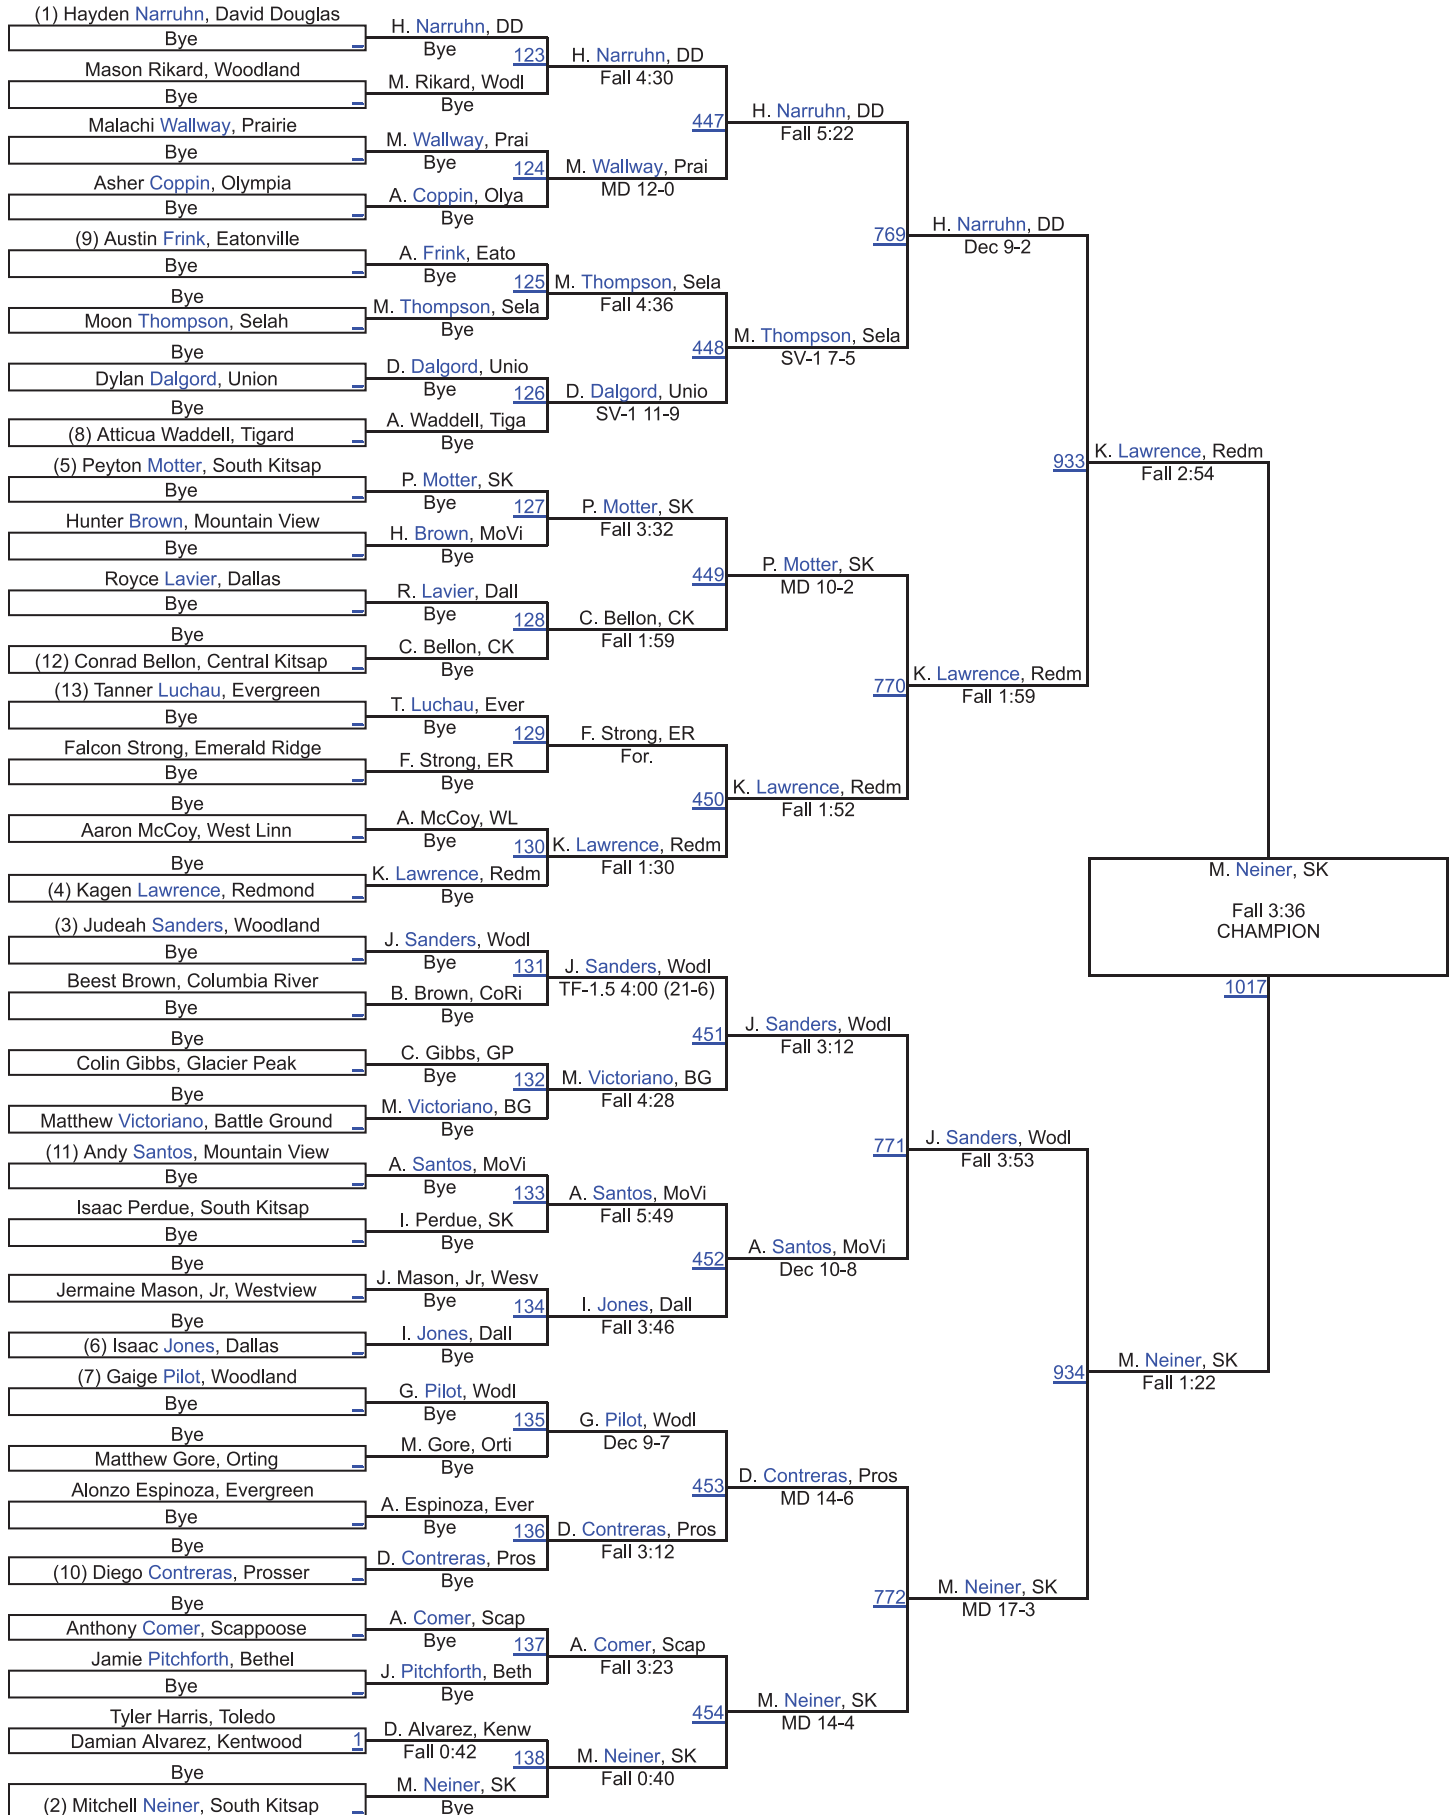 (1) Hayden Narruhn, David Douglas
Bye
Mason Rikard, Woodland
Bye
Malachi Wallway, Prairie
Bye
Asher Coppin, Olympia
Bye
(9) Austin Frink, Eatonville
Bye
Bye
Moon Thompson, Selah
Bye
Dylan Dalgord, Union
Bye
(8) Atticua Waddell, Tigard
(5) Peyton Motter, South Kitsap
Bye
Hunter Brown, Mountain View
Bye
Royce Lavier, Dallas
Bye
Bye
(12) Conrad Bellon, Central Kitsap
(13) Tanner Luchau, Evergreen
Bye
Falcon Strong, Emerald Ridge
Bye
Bye
Aaron McCoy, West Linn
Bye
(4) Kagen Lawrence, Redmond
(3) Judeah Sanders, Woodland
Bye
Beest Brown, Columbia River
Bye
Bye
Colin Gibbs, Glacier Peak
Bye
Matthew Victoriano, Battle Ground
(11) Andy Santos, Mountain View
Bye
Isaac Perdue, South Kitsap
Bye
Bye
Jermaine Mason, Jr, Westview
Bye
(6) Isaac Jones, Dallas
(7) Gaige Pilot, Woodland
Bye
Bye
Matthew Gore, Orting
Alonzo Espinoza, Evergreen
Bye
Bye
(10) Diego Contreras, Prosser
Bye
Anthony Comer, Scappoose
Jamie Pitchforth, Bethel
Bye
Tyler Harris, Toledo
Damian Alvarez, Kentwood 1
Bye
(2) Mitchell Neiner, South Kitsap
H. Narruhn, DD
Bye
123
M. Rikard, Wodl
Bye
M. Wallway, Prai
Bye
124
A. Coppin, Olya
Bye
A. Frink, Eato
Bye
125
M. Thompson, Sela
Bye
D. Dalgord, Unio
Bye
126
A. Waddell, Tiga
Bye
P. Motter, SK
Bye
127
H. Brown, MoVi
Bye
R. Lavier, Dall
Bye
128
C. Bellon, CK
Bye
T. Luchau, Ever
Bye
129
F. Strong, ER
Bye
A. McCoy, WL
Bye
130
K. Lawrence, Redm
Bye
J. Sanders, Wodl
Bye
131
B. Brown, CoRi
Bye
C. Gibbs, GP
Bye
132
M. Victoriano, BG
Bye
A. Santos, MoVi
Bye
133
I. Perdue, SK
Bye
J. Mason, Jr, Wesv
Bye
134
I. Jones, Dall
Bye
G. Pilot, Wodl
Bye
135
M. Gore, Orti
Bye
A. Espinoza, Ever
Bye
136
D. Contreras, Pros
Bye
A. Comer, Scap
Bye
137
J. Pitchforth, Beth
Bye
D. Alvarez, Kenw
Fall 0:42
138
M. Neiner, SK
Bye
H. Narruhn, DD
Fall 4:30
447
M. Wallway, Prai
MD 12-0
M. Thompson, Sela
Fall 4:36
448
D. Dalgord, Unio
SV-1 11-9
P. Motter, SK
Fall 3:32
449
C. Bellon, CK
Fall 1:59
F. Strong, ER
For.
450
K. Lawrence, Redm
Fall 1:30
J. Sanders, Wodl
TF-1.5 4:00 (21-6)
451
M. Victoriano, BG
Fall 4:28
A. Santos, MoVi
Fall 5:49
452
I. Jones, Dall
Fall 3:46
G. Pilot, Wodl
Dec 9-7
453
D. Contreras, Pros
Fall 3:12
A. Comer, Scap
Fall 3:23
454
M. Neiner, SK
Fall 0:40
H. Narruhn, DD
Fall 5:22
769
M. Thompson, Sela
SV-1 7-5
P. Motter, SK
MD 10-2
770
K. Lawrence, Redm
Fall 1:52
J. Sanders, Wodl
Fall 3:12
771
A. Santos, MoVi
Dec 10-8
D. Contreras, Pros
MD 14-6
772
M. Neiner, SK
MD 14-4
H. Narruhn, DD
Dec 9-2
933
K. Lawrence, Redm
Fall 1:59
J. Sanders, Wodl
Fall 3:53
934
M. Neiner, SK
MD 17-3
K. Lawrence, Redm
Fall 2:54
M. Neiner, SK
Fall 1:22
M. Neiner, SK
Fall 3:36
CHAMPION
1017